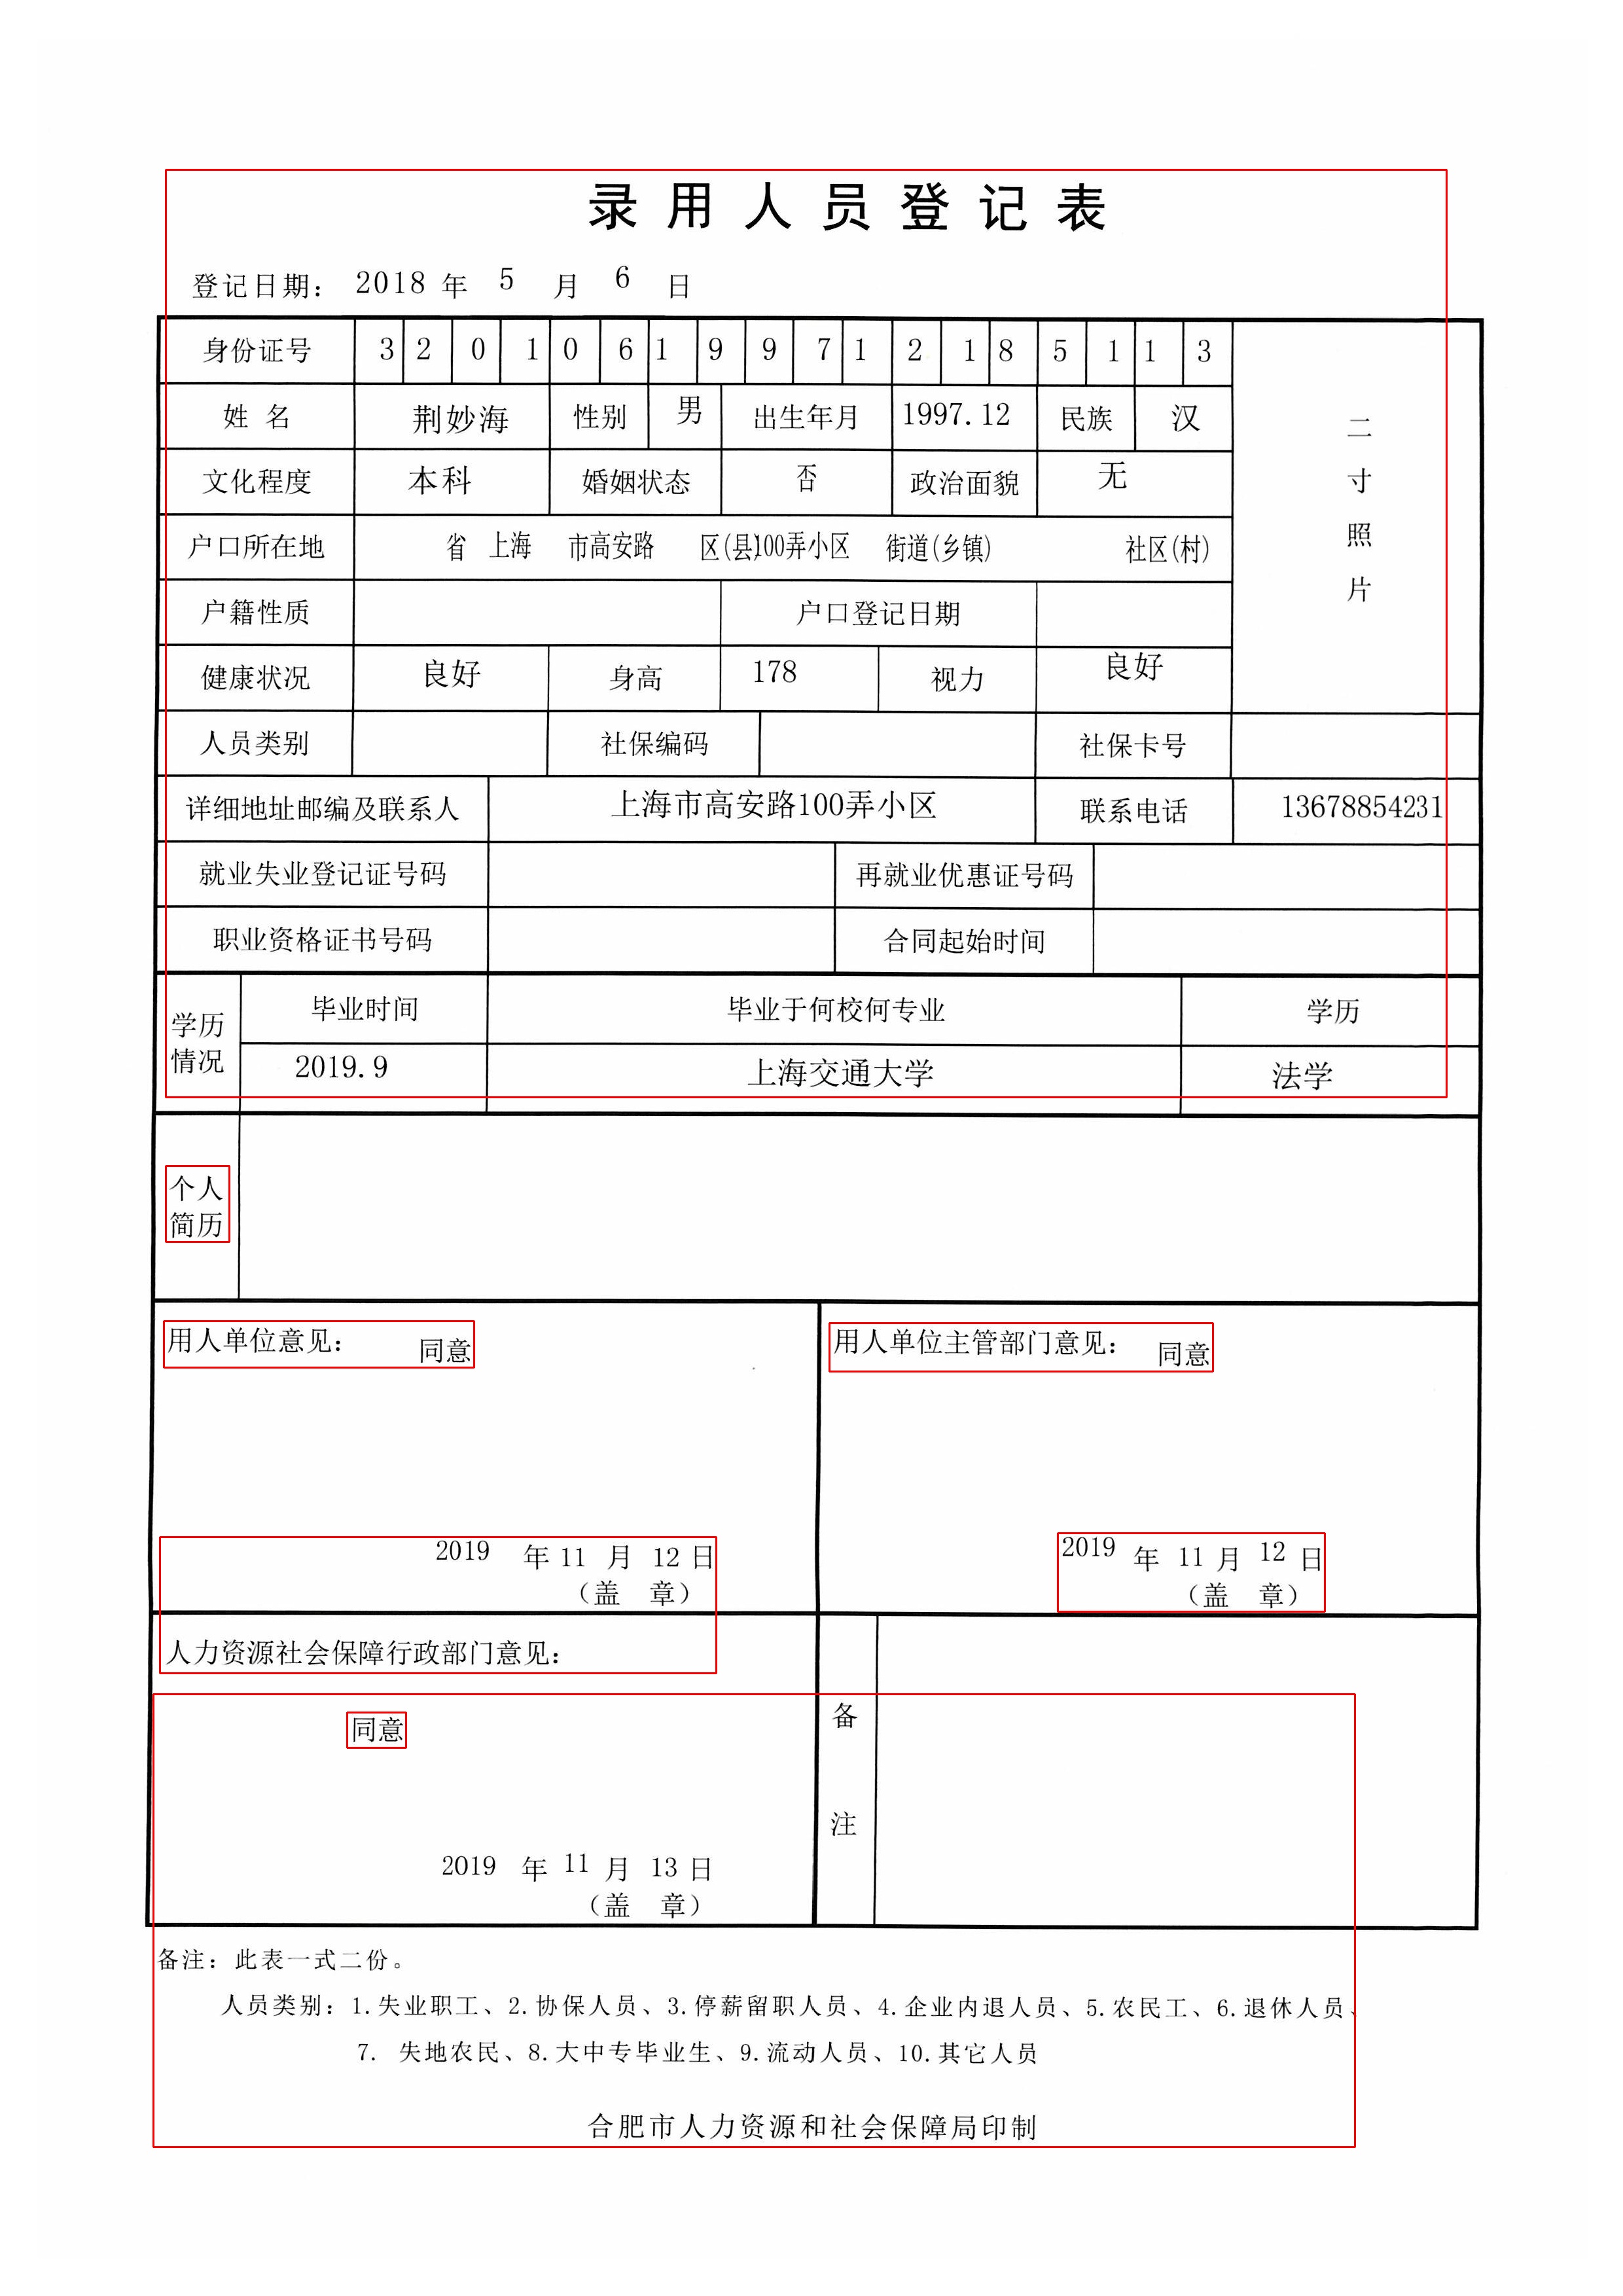 录用人员登记表
登记日期： 2018 年 5 月 6 日
身份证号 3 2 0 1 0 6 1 9 9 7 1 2 1 8 5 1 1 3
姓 名 荆妙海 性别 男 出生年月 1997.12 民族 汉
二寸照片
文化程度 本科 婚姻状态 否 政治面貌 无
户口所在地 省 上海 市高安路 区(县)100弄小区 街道(乡镇) 社区(村)
户籍性质 户口登记日期
健康状况 良好 身高 178 视力 良好
人员类别 社保编码 社保卡号
详细地址邮编及联系人 上海市高安路100弄小区 联系电话 13678854231
就业失业登记证号码 再就业优惠证号码
职业资格证书号码 合同起始时间
学历情况 毕业时间 毕业于何校何专业 学历
2019.9 上海交通大学 法学
个人
简历
用人单位意见： 同意
用人单位主管部门意见： 同意
2019 年 11 月 12 日
（盖 章）
2019 年 11 月 12 日
（盖 章）
人力资源社会保障行政部门意见：
同意
2019 年 11 月 13 日
（盖 章）
备注
备注：此表一式二份。
人员类别：1.失业职工、2.协保人员、3.停薪留职人员、4.企业内退人员、5.农民工、6.退休人员、
7. 失地农民、8.大中专毕业生、9.流动人员、10.其它人员
合肥市人力资源和社会保障局印制